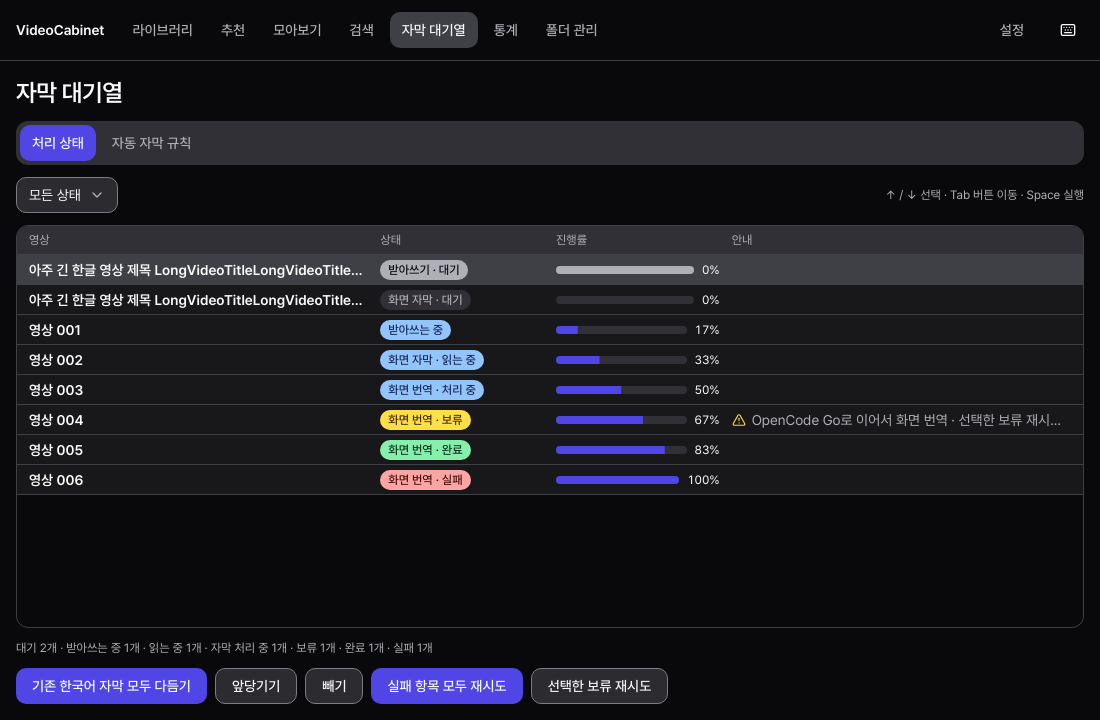 VideoCabinet 라이브러리 추천 모아보기 검색 자막 대기열 통계 폴더 관리 설정
자막 대기열
처리 상태 자동 자막 규칙
모든 상태 ↑ / ↓ 선택 · Tab 버튼 이동 · Space 실행
영상 상태 진행률 안내
아주 긴 한글 영상 제목 LongVideoTitleLongVideoTitle... 받아쓰기 · 대기 0%
아주 긴 한글 영상 제목 LongVideoTitleLongVideoTitle... 화면 자막 · 대기 0%
영상 001 받아쓰는 중 17%
영상 002 화면 자막 · 읽는 중 33%
영상 003 화면 번역 · 처리 중 50%
영상 004 화면 번역 · 보류 67% OpenCode Go로 이어서 화면 번역 · 선택한 보류 재시...
영상 005 화면 번역 · 완료 83%
영상 006 화면 번역 · 실패 100%
대기 2개 · 받아쓰는 중 1개 · 읽는 중 1개 · 자막 처리 중 1개 · 보류 1개 · 완료 1개 · 실패 1개
기존 한국어 자막 모두 다듬기 앞당기기 빼기 실패 항목 모두 재시도 선택한 보류 재시도